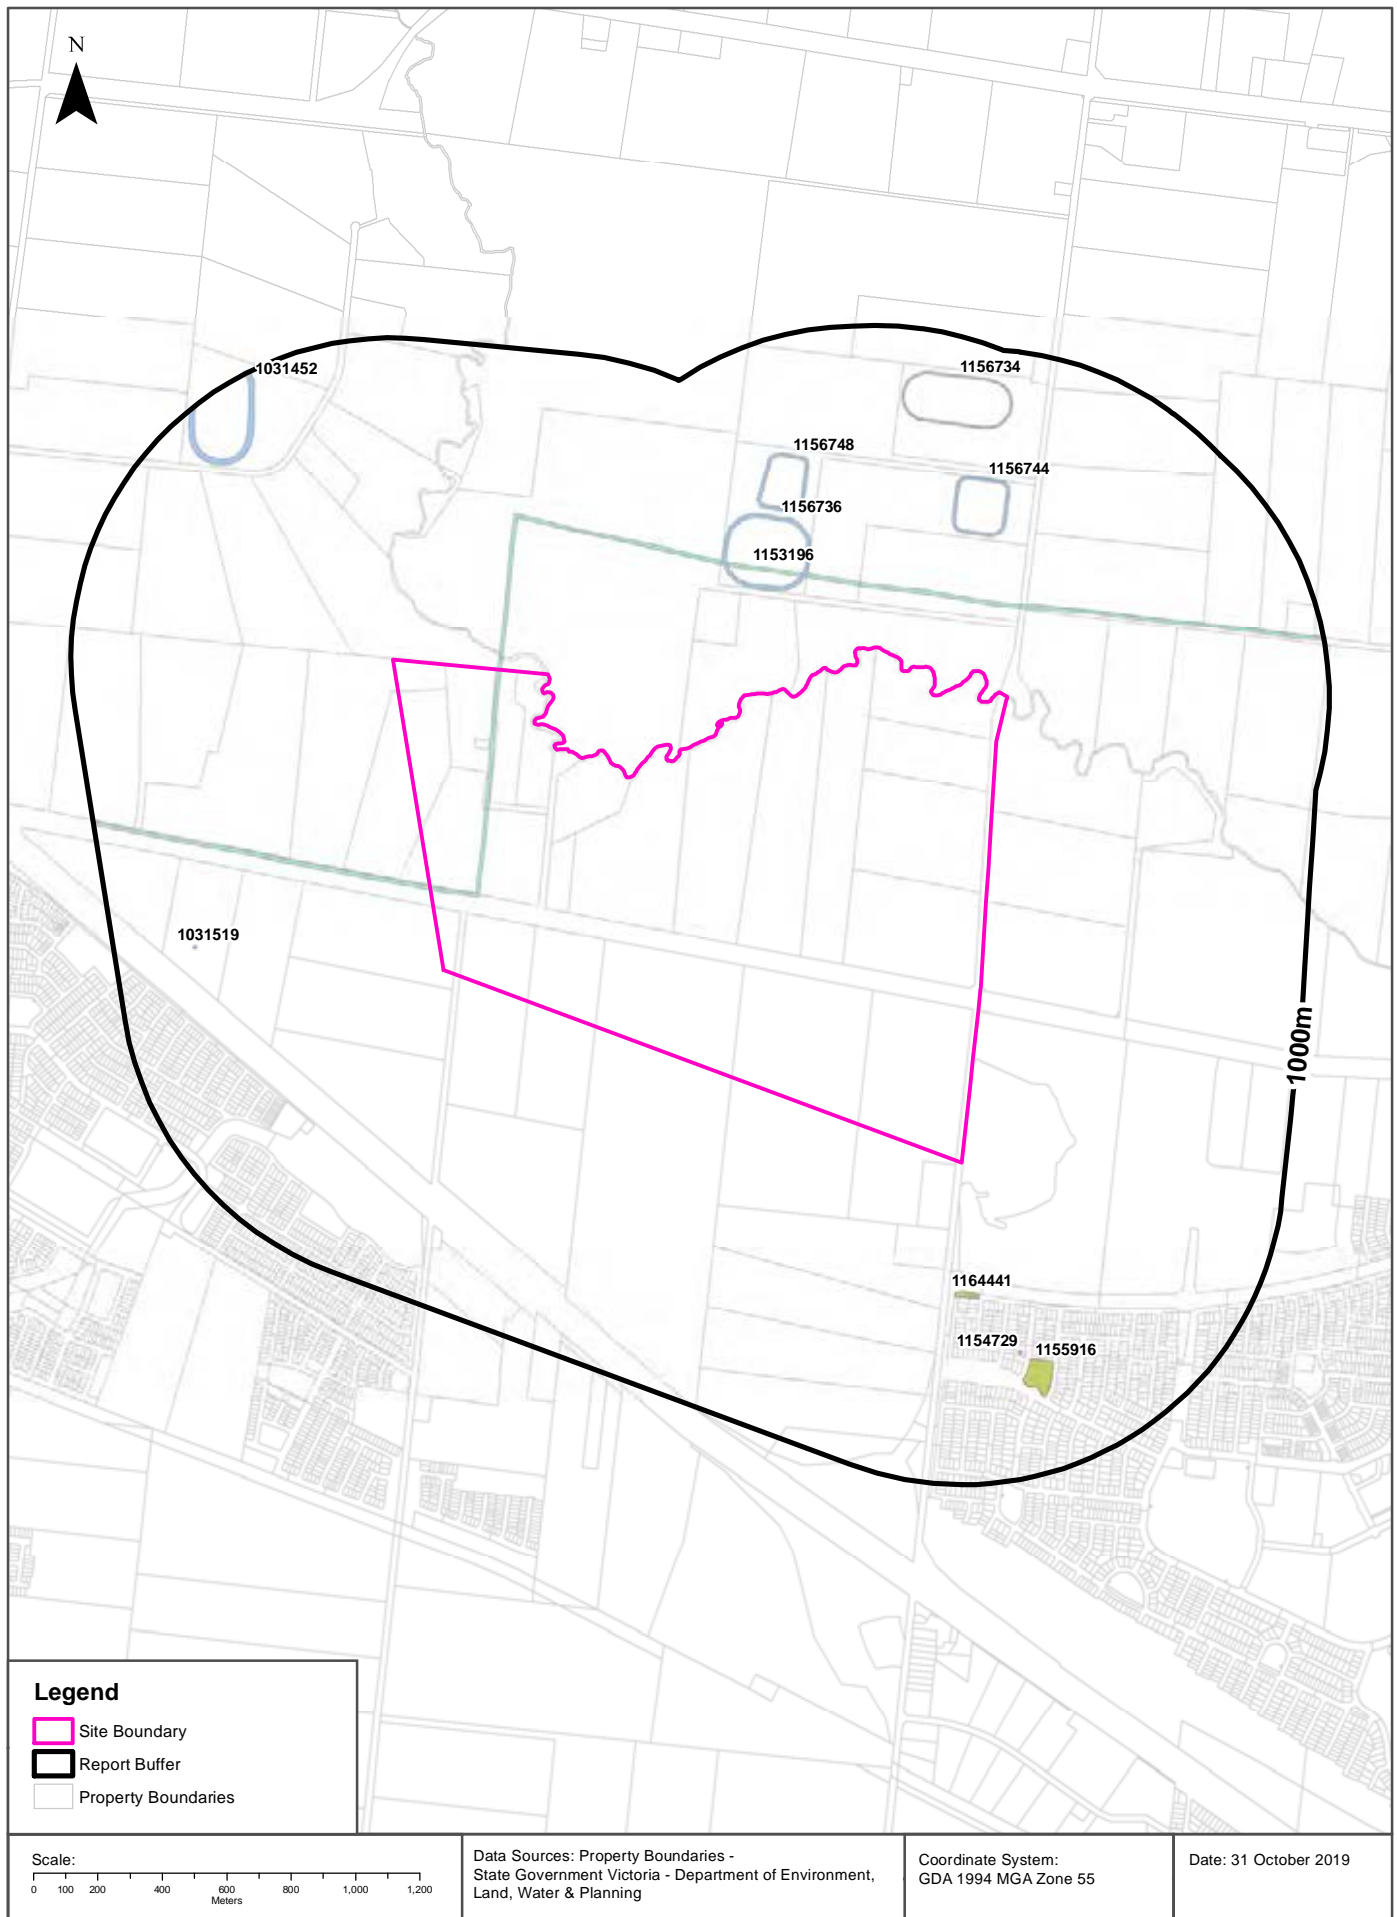 N
1031452
1156734
1156748
1156744
1156736
1153196
1031519
1000m
1164441
1154729
1155916
Legend
Site Boundary
Report Buffer
Property Boundaries
Scale:
0 100 200 400 600 800 1,000 1,200
Meters
Data Sources: Property Boundaries -
State Government Victoria - Department of Environment,
Land, Water & Planning
Coordinate System:
GDA 1994 MGA Zone 55
Date: 31 October 2019